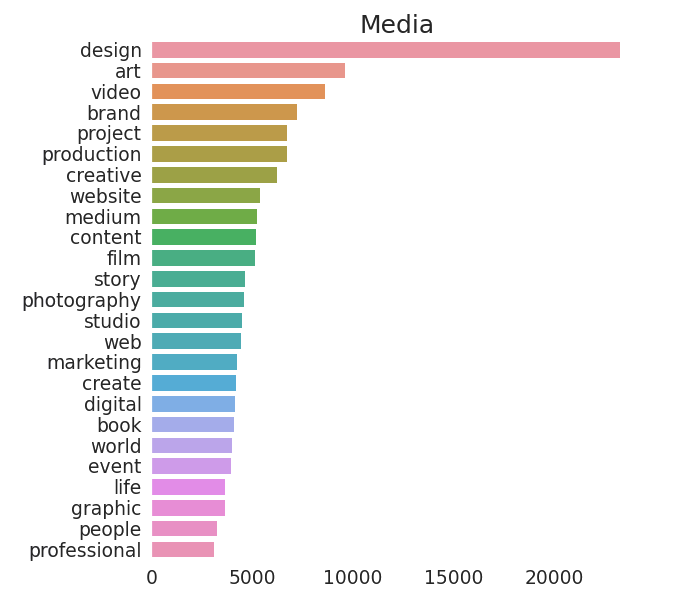 Media
design
art
video
brand
project
production
creative
website
medium
content
film
story
photography
studio
web
marketing
create
digital
book
world
event
life
graphic
people
professional
0 5000 10000 15000 20000